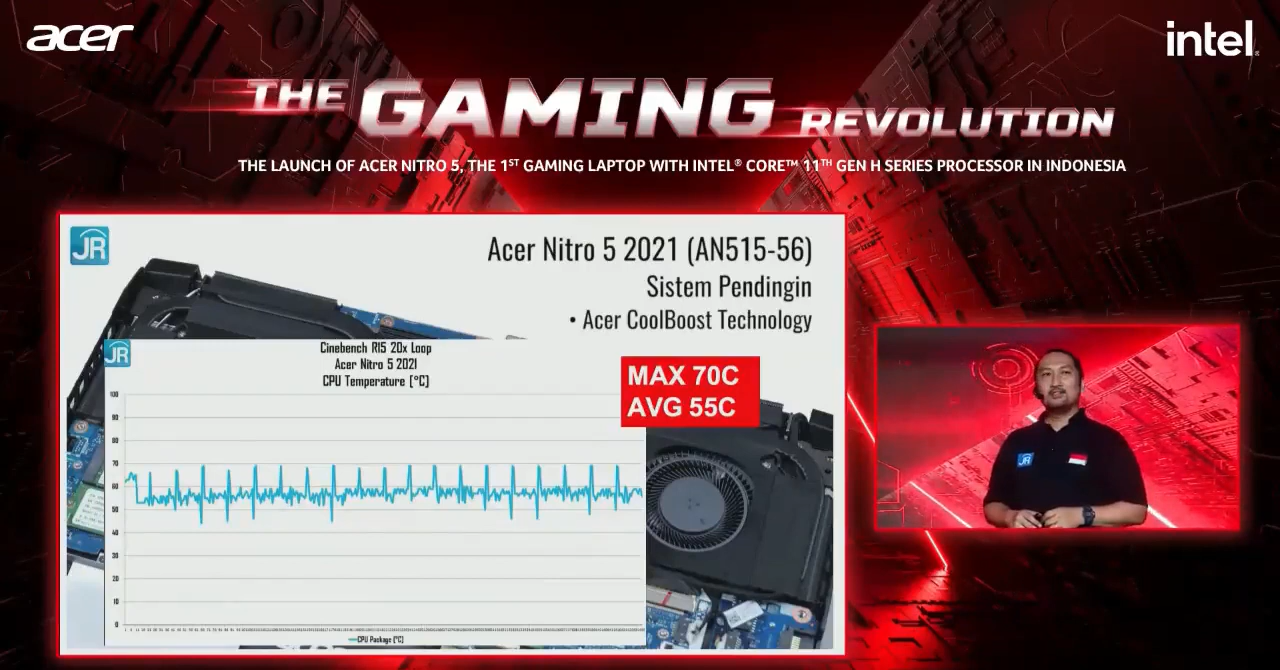 acer
intel
THE GAMING REVOLUTION
THE LAUNCH OF ACER NITRO 5, THE 1ST GAMING LAPTOP WITH INTEL® CORE™ 11TH GEN H SERIES PROCESSOR IN INDONESIA
JR
Acer Nitro 5 2021 (AN515-56)
Sistem Pendingin
• Acer CoolBoost Technology
JR
Cinebench R15 20x Loop
Acer Nitro 5 2021
CPU Temperature (°C)
MAX 70C
AVG 55C
100
90
80
70
60
50
40
30
20
10
0
CPU Package (°C)
JR